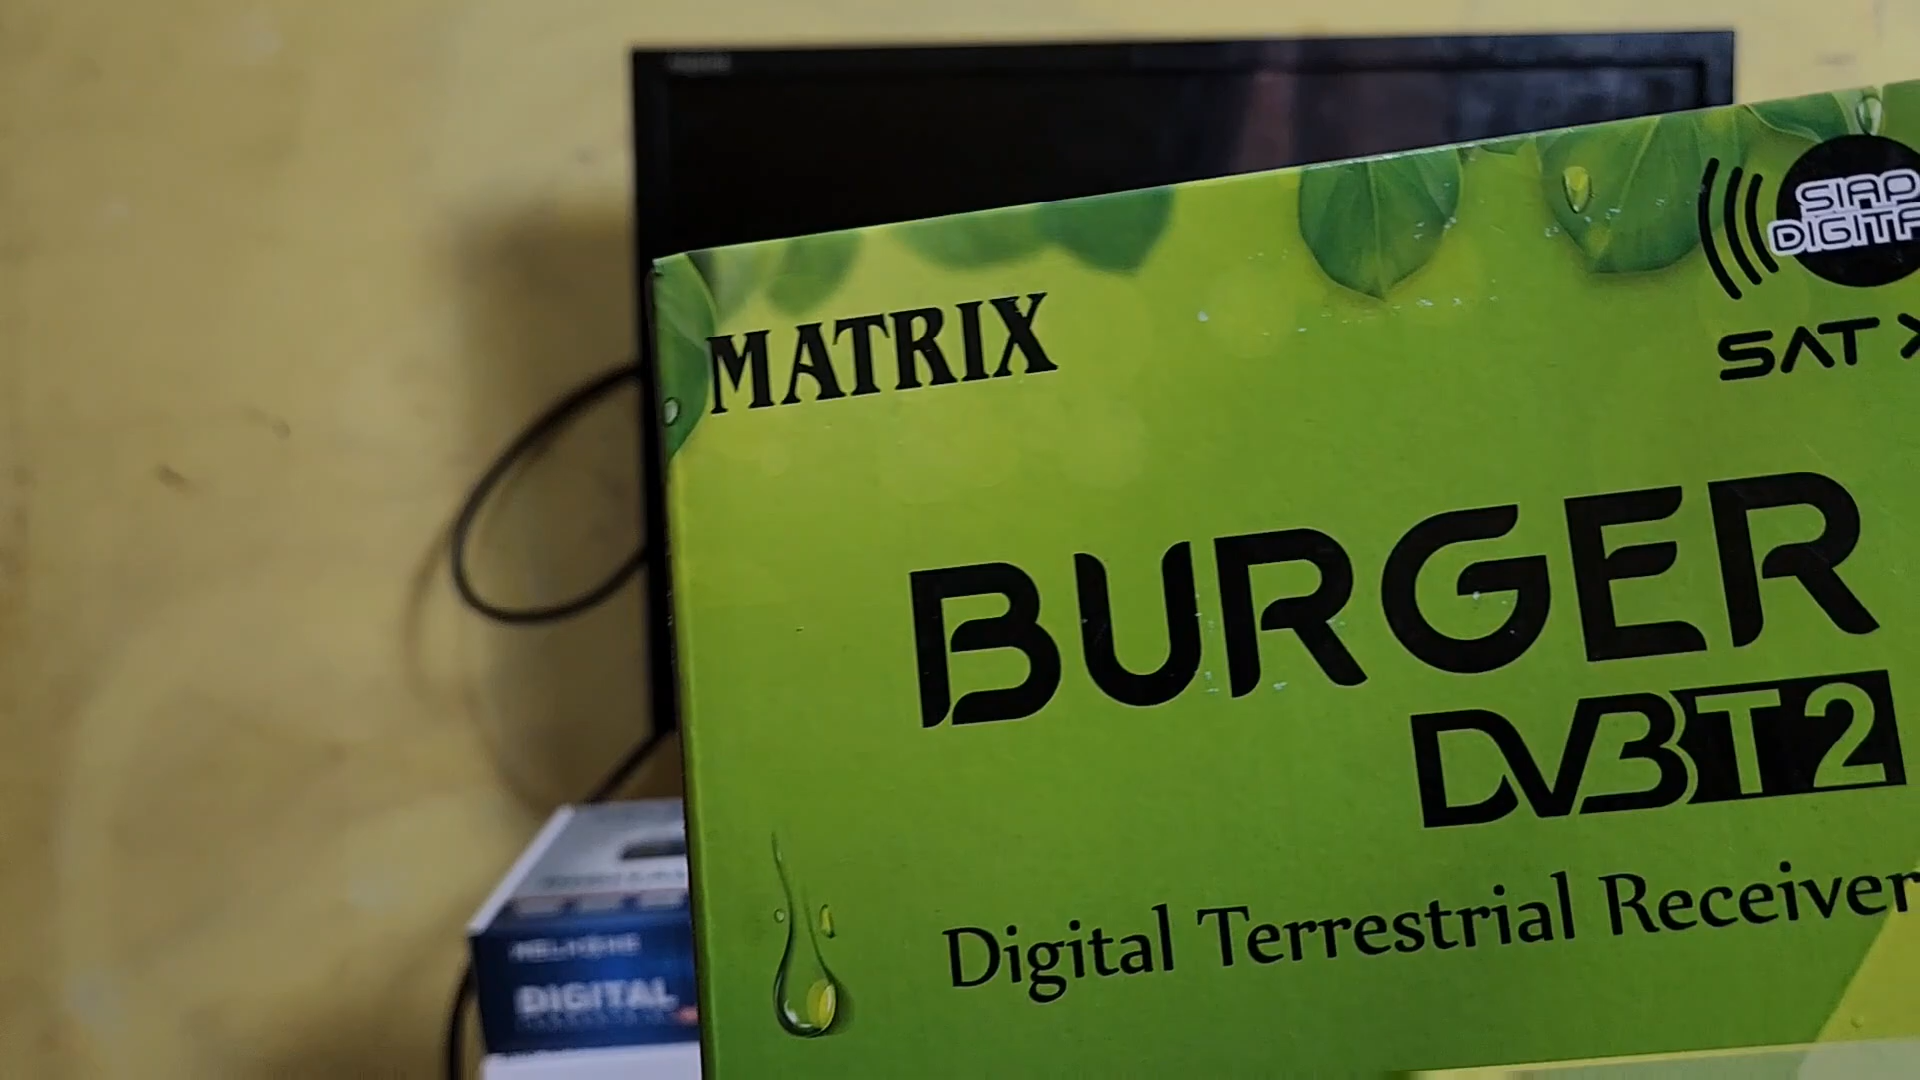 SIAP
DIGITA
MATRIX
SAT X
BURGER
DVBT2
Digital Terrestrial Receiver
DIGITAL